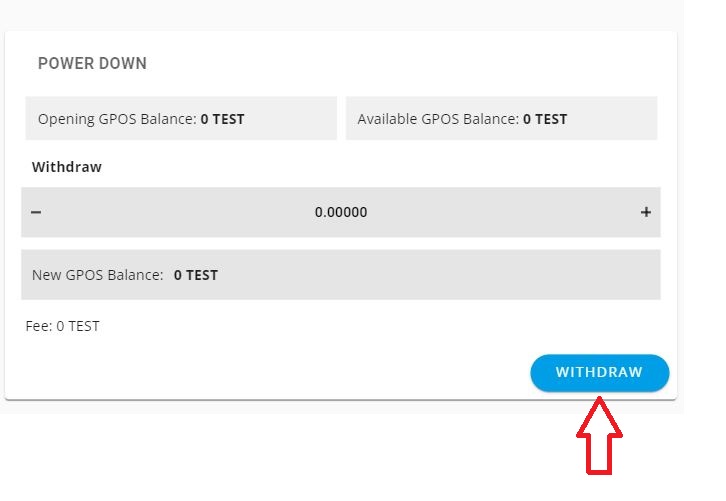 POWER DOWN
Opening GPOS Balance: 0 TEST
Available GPOS Balance: 0 TEST
Withdraw
− 0.00000 +
New GPOS Balance: 0 TEST
Fee: 0 TEST
WITHDRAW